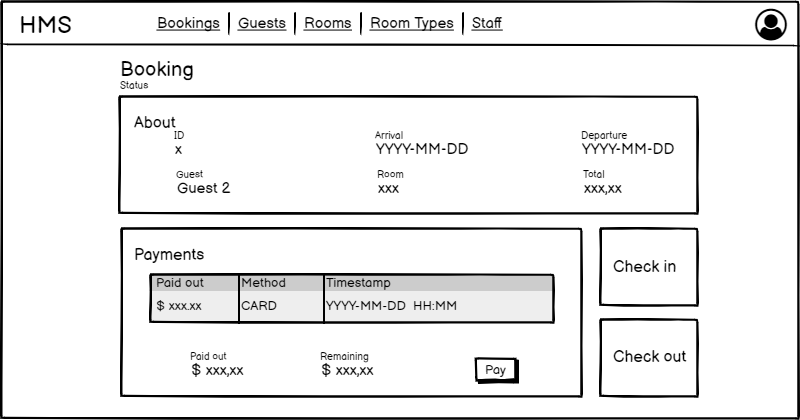 HMS Bookings Guests Rooms Room Types Staff
Booking
Status
About
ID Arrival Departure
x YYYY-MM-DD YYYY-MM-DD
Guest Room Total
Guest 2 xxx xxx,xx
Payments
Paid out Method Timestamp
$ xxx.xx CARD YYYY-MM-DD HH:MM
Check in
Paid out Remaining
$ xxx,xx $ xxx,xx Pay
Check out